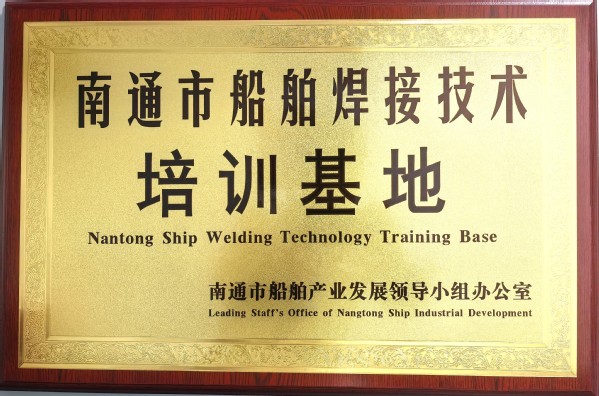 南通市船舶焊接技术
培训基地
Nantong Ship Welding Technology Training Base
南通市船舶产业发展领导小组办公室
Leading Staff's Office of Nangtong Ship Industrial Development